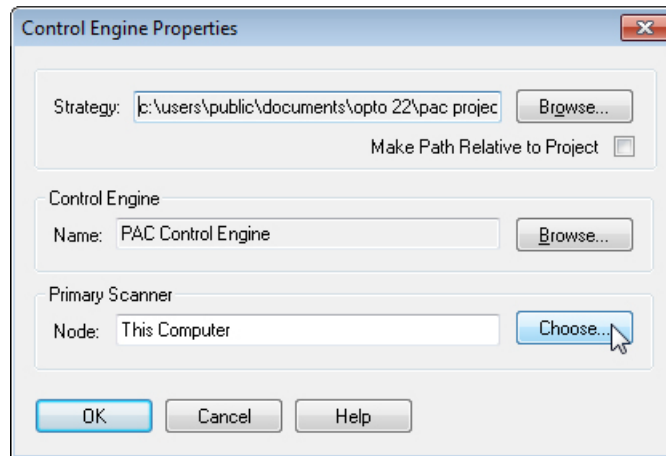 Control Engine Properties
Strategy: c:\users\public\documents\opto 22\pac projec Browse...
Make Path Relative to Project
Control Engine
Name: PAC Control Engine Browse...
Primary Scanner
Node: This Computer Choose...
OK Cancel Help